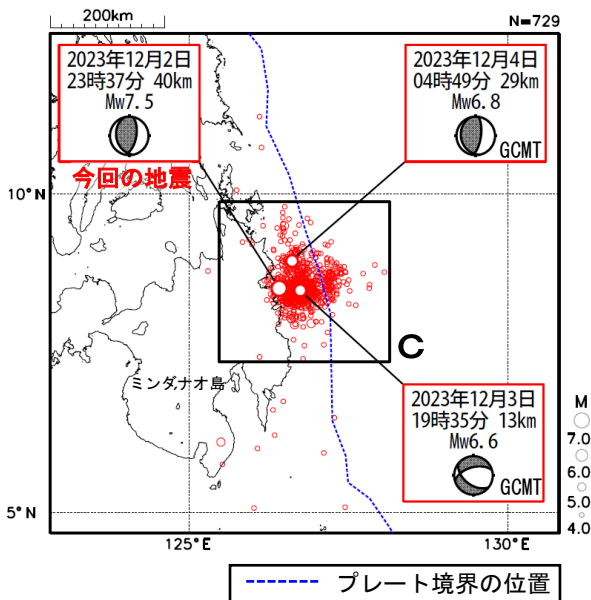 200km
N=729
2023年12月2日
23時37分 40km
Mw7.5
今回の地震
2023年12月4日
04時49分 29km
Mw6.8
GCMT
10°N
C
ミンダナオ島
2023年12月3日
19時35分 13km
Mw6.6
GCMT
M
7.0
6.0
5.0
4.0
5°N
125°E
130°E
プレート境界の位置